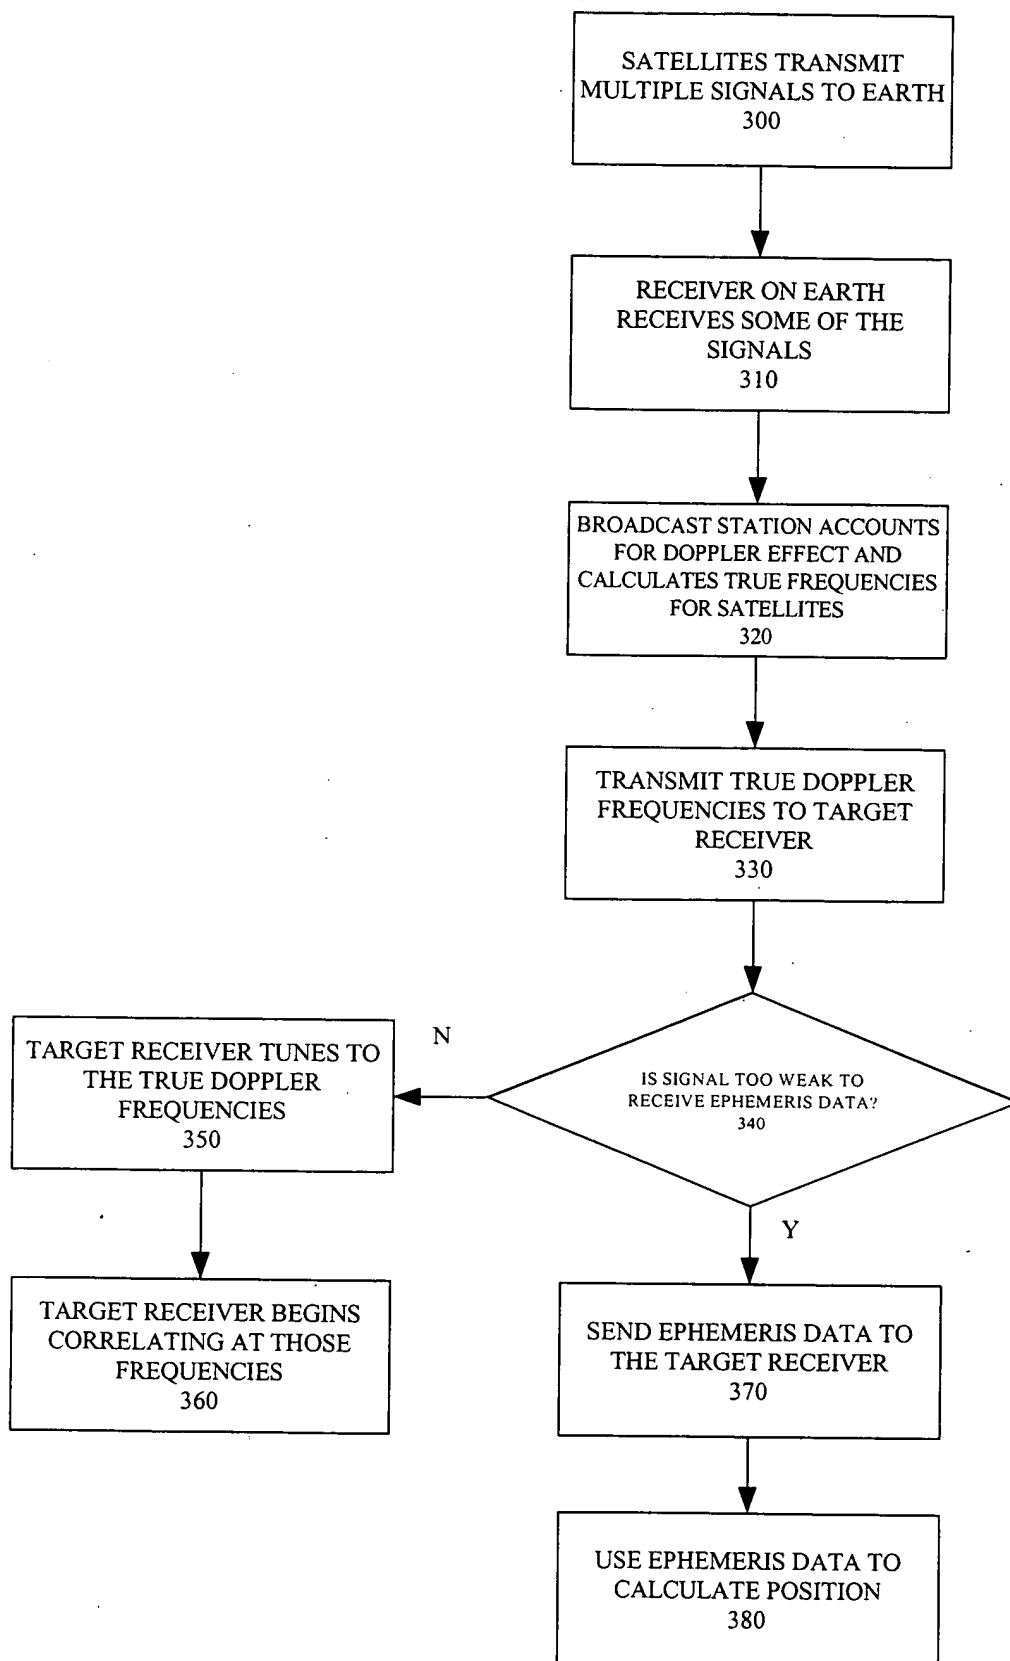 SATELLITES TRANSMIT
MULTIPLE SIGNALS TO EARTH
300
RECEIVER ON EARTH
RECEIVES SOME OF THE
SIGNALS
310
BROADCAST STATION ACCOUNTS
FOR DOPPLER EFFECT AND
CALCULATES TRUE FREQUENCIES
FOR SATELLITES
320
TRANSMIT TRUE DOPPLER
FREQUENCIES TO TARGET
RECEIVER
330
IS SIGNAL TOO WEAK TO
RECEIVE EPHEMERIS DATA?
340
N
TARGET RECEIVER TUNES TO
THE TRUE DOPPLER
FREQUENCIES
350
TARGET RECEIVER BEGINS
CORRELATING AT THOSE
FREQUENCIES
360
Y
SEND EPHEMERIS DATA TO
THE TARGET RECEIVER
370
USE EPHEMERIS DATA TO
CALCULATE POSITION
380